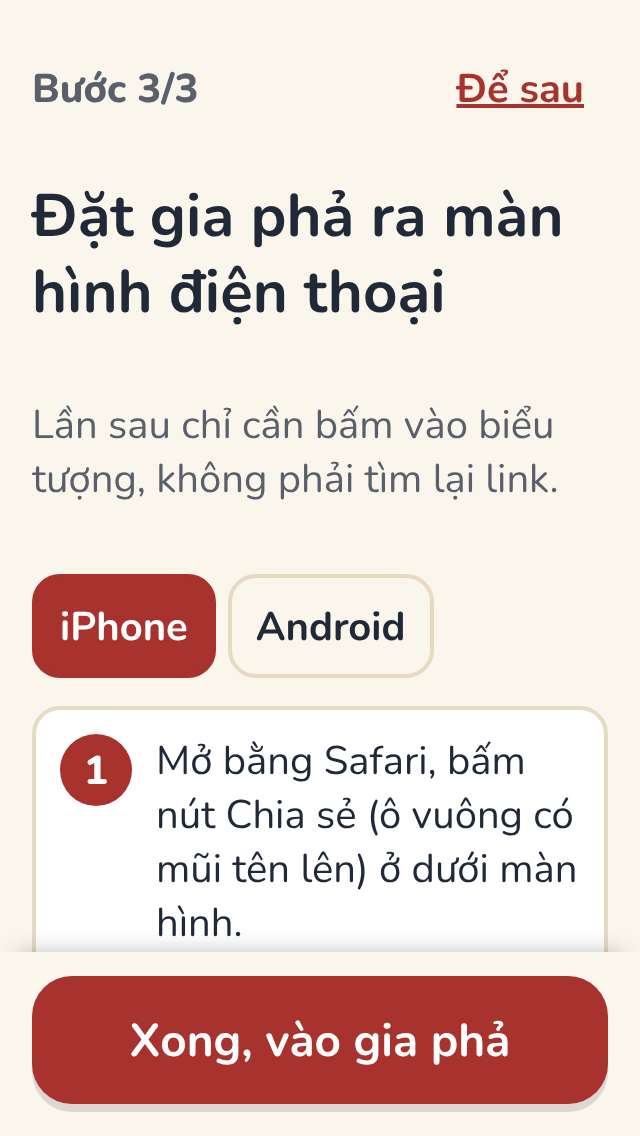 Bước 3/3
Để sau
Đặt gia phả ra màn
hình điện thoại
Lần sau chỉ cần bấm vào biểu
tượng, không phải tìm lại link.
iPhone
Android
1
Mở bằng Safari, bấm
nút Chia sẻ (ô vuông có
mũi tên lên) ở dưới màn
hình.
Xong, vào gia phả